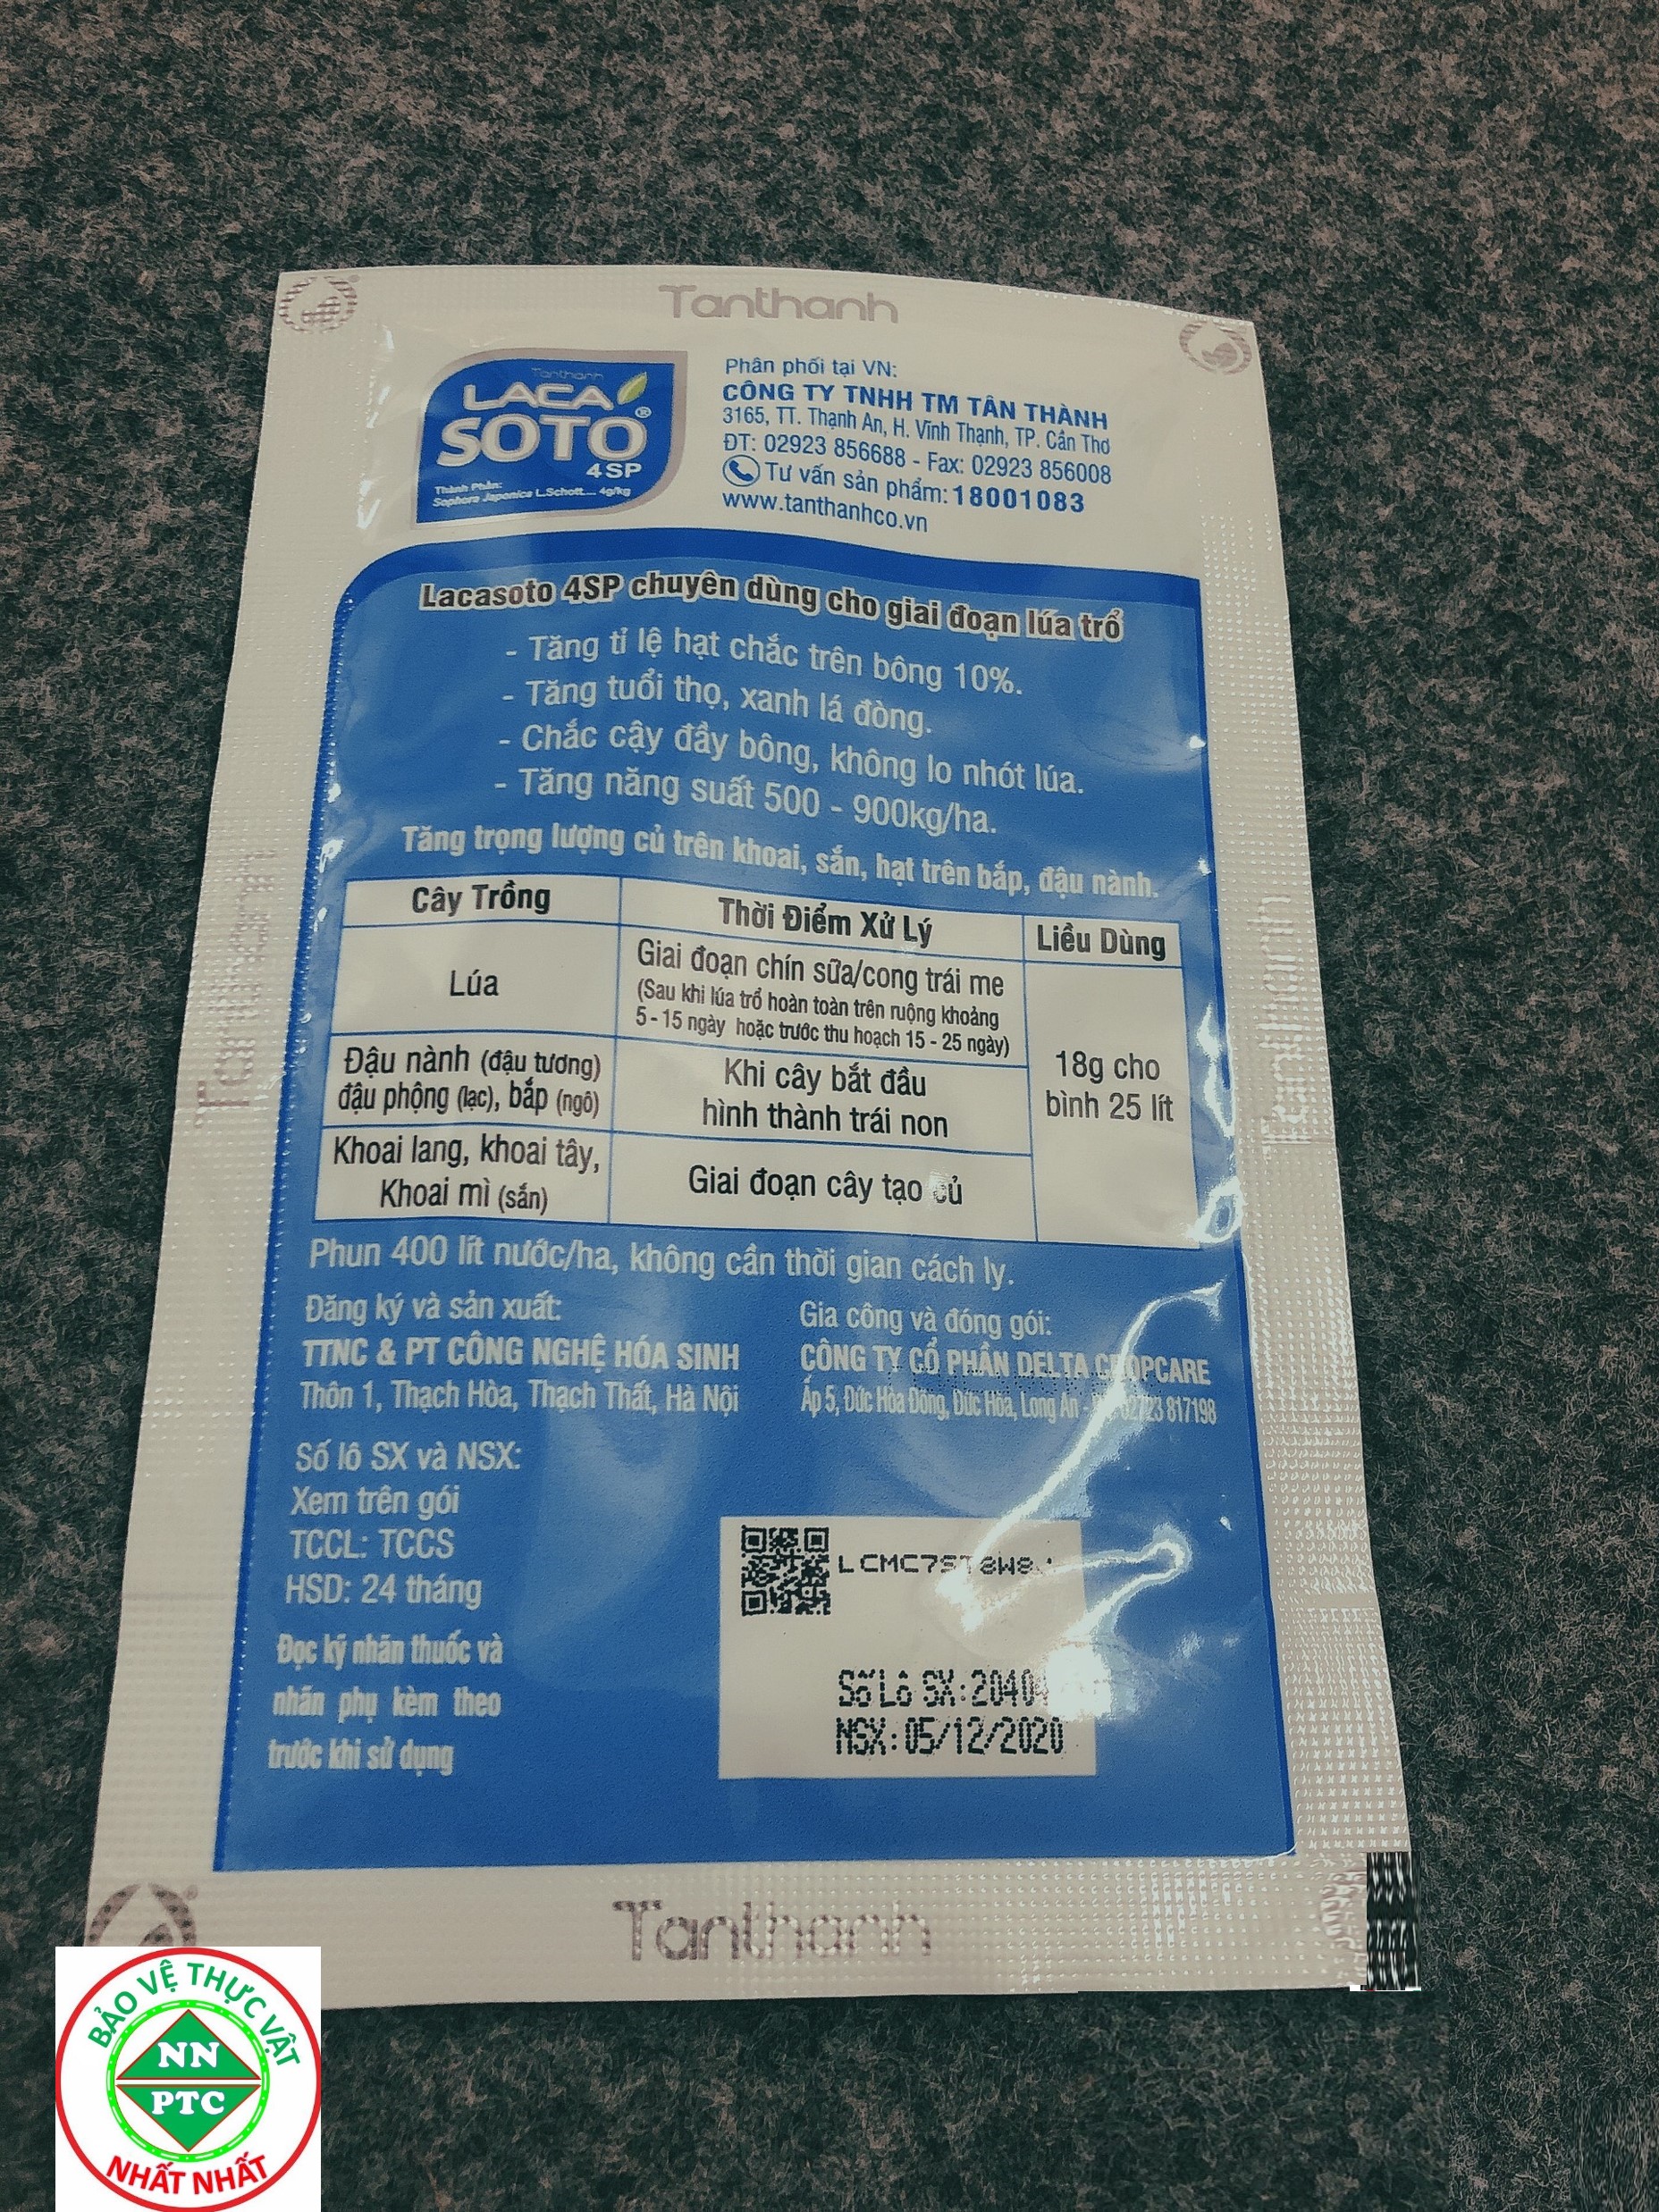 Tanthanh
Tanthanh
LACA
SOTO®
4SP
Thành Phần:
Sophora Japonica L.Schott.... 4g/kg
Phân phối tại VN:
CÔNG TY TNHH TM TÂN THÀNH
3165, TT. Thạnh An, H. Vĩnh Thạnh, TP. Cần Thơ
ĐT: 02923 856688 - Fax: 02923 856008
Tư vấn sản phẩm: 18001083
www.tanthanhco.vn
Lacasoto 4SP chuyên dùng cho giai đoạn lúa trổ
- Tăng tỉ lệ hạt chắc trên bông 10%.
- Tăng tuổi thọ, xanh lá đòng.
- Chắc cậy đầy bông, không lo nhót lúa.
- Tăng năng suất 500 - 900kg/ha.
Tăng trọng lượng củ trên khoai, sắn, hạt trên bắp, đậu nành.
Cây Trồng
Thời Điểm Xử Lý
Liều Dùng
Lúa
Giai đoạn chín sữa/cong trái me
(Sau khi lúa trổ hoàn toàn trên ruộng khoảng
5 - 15 ngày hoặc trước thu hoạch 15 - 25 ngày)
Đậu nành (đậu tương)
đậu phộng (lạc), bắp (ngô)
Khi cây bắt đầu
hình thành trái non
18g cho
bình 25 lít
Khoai lang, khoai tây,
Khoai mì (sắn)
Giai đoạn cây tạo củ
Phun 400 lít nước/ha, không cần thời gian cách ly.
Đăng ký và sản xuất:
TTNC & PT CÔNG NGHỆ HÓA SINH
Thôn 1, Thạch Hòa, Thạch Thất, Hà Nội
Gia công và đóng gói:
CÔNG TY CỔ PHẦN DELTA CROPCARE
Ấp 5, Đức Hòa Đông, Đức Hòa, Long An - 817198
Số lô SX và NSX:
Xem trên gói
TCCL: TCCS
HSD: 24 tháng
Đọc kỹ nhãn thuốc và
nhãn phụ kèm theo
trước khi sử dụng
Số Lô SX:
NSX: 05/12/2020
Tanthanh
Tanthanh
Tanthanh
BẢO VỆ THỰC VẬT
NN
PTC
NHẤT NHẤT